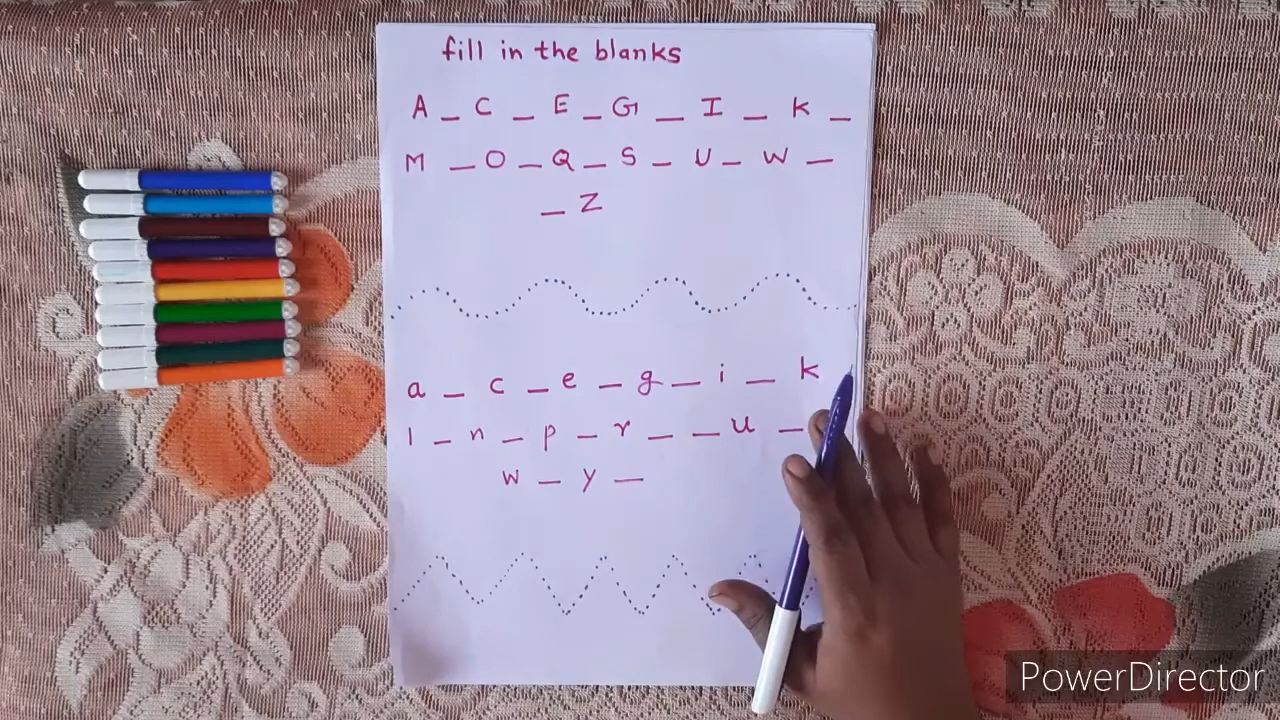 fill in the blanks
A _ C _ E _ G _ I _ K _
M _ O _ Q _ S _ U _ W _
_ Z
a _ c _ e _ g _ i _ k
l _ n _ p _ r _ _ u _
w _ y _
PowerDirector